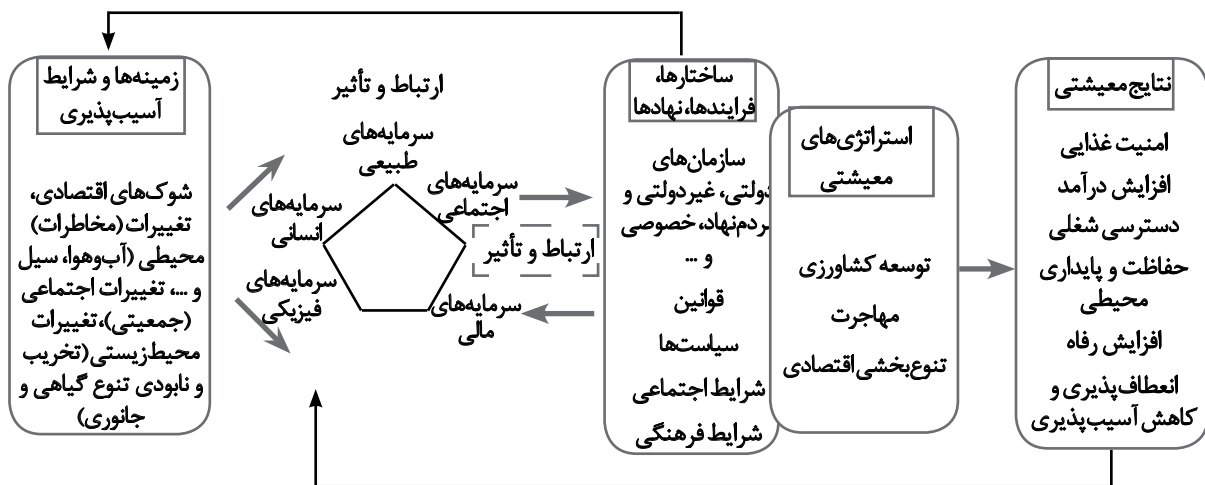 زمینه‌ها و شرایط
آسیب‌پذیری
شوک‌های اقتصادی،
تغییرات (مخاطرات)
محیطی (آب‌وهوا، سیل
و ...، تغییرات اجتماعی
(جمعیتی)، تغییرات
محیط‌زیستی (تخریب
و نابودی تنوع گیاهی و
جانوری)
ارتباط و تأثیر
سرمایه‌های
طبیعی
سرمایه‌های
اجتماعی
سرمایه‌های
انسانی
سرمایه‌های
فیزیکی
سرمایه‌های
مالی
ارتباط و تأثیر
ساختارها،
فرایندها، نهادها
سازمان‌های
دولتی، غیردولتی و
ردم‌نهاد، خصوصی
و ...
قوانین
سیاست‌ها
شرایط اجتماعی
شرایط فرهنگی
استراتژی‌های
معیشتی
توسعه کشاورزی
مهاجرت
تنوع‌بخشی اقتصادی
نتایج معیشتی
امنیت غذایی
افزایش درآمد
دسترسی شغلی
حفاظت و پایداری
محیطی
افزایش رفاه
انعطاف‌پذیری و
کاهش آسیب‌پذیری